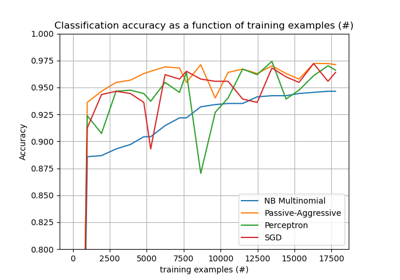 Classification accuracy as a function of training examples (#)
1.000
0.975
0.950
0.925
0.900
0.875
0.850
0.825
0.800
Accuracy
NB Multinomial
Passive-Aggressive
Perceptron
SGD
0 2500 5000 7500 10000 12500 15000 17500
training examples (#)